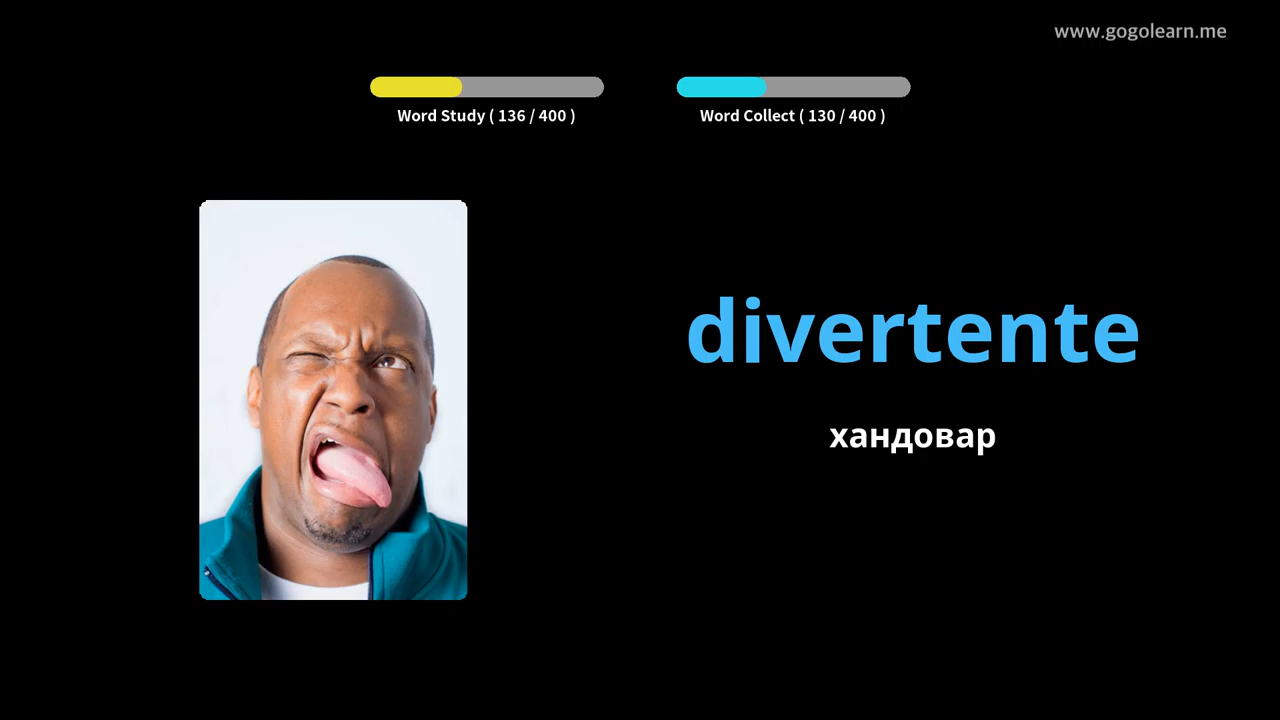 www.gogolearn.me
Word Study ( 136 / 400 )
Word Collect ( 130 / 400 )
divertente
хандовар